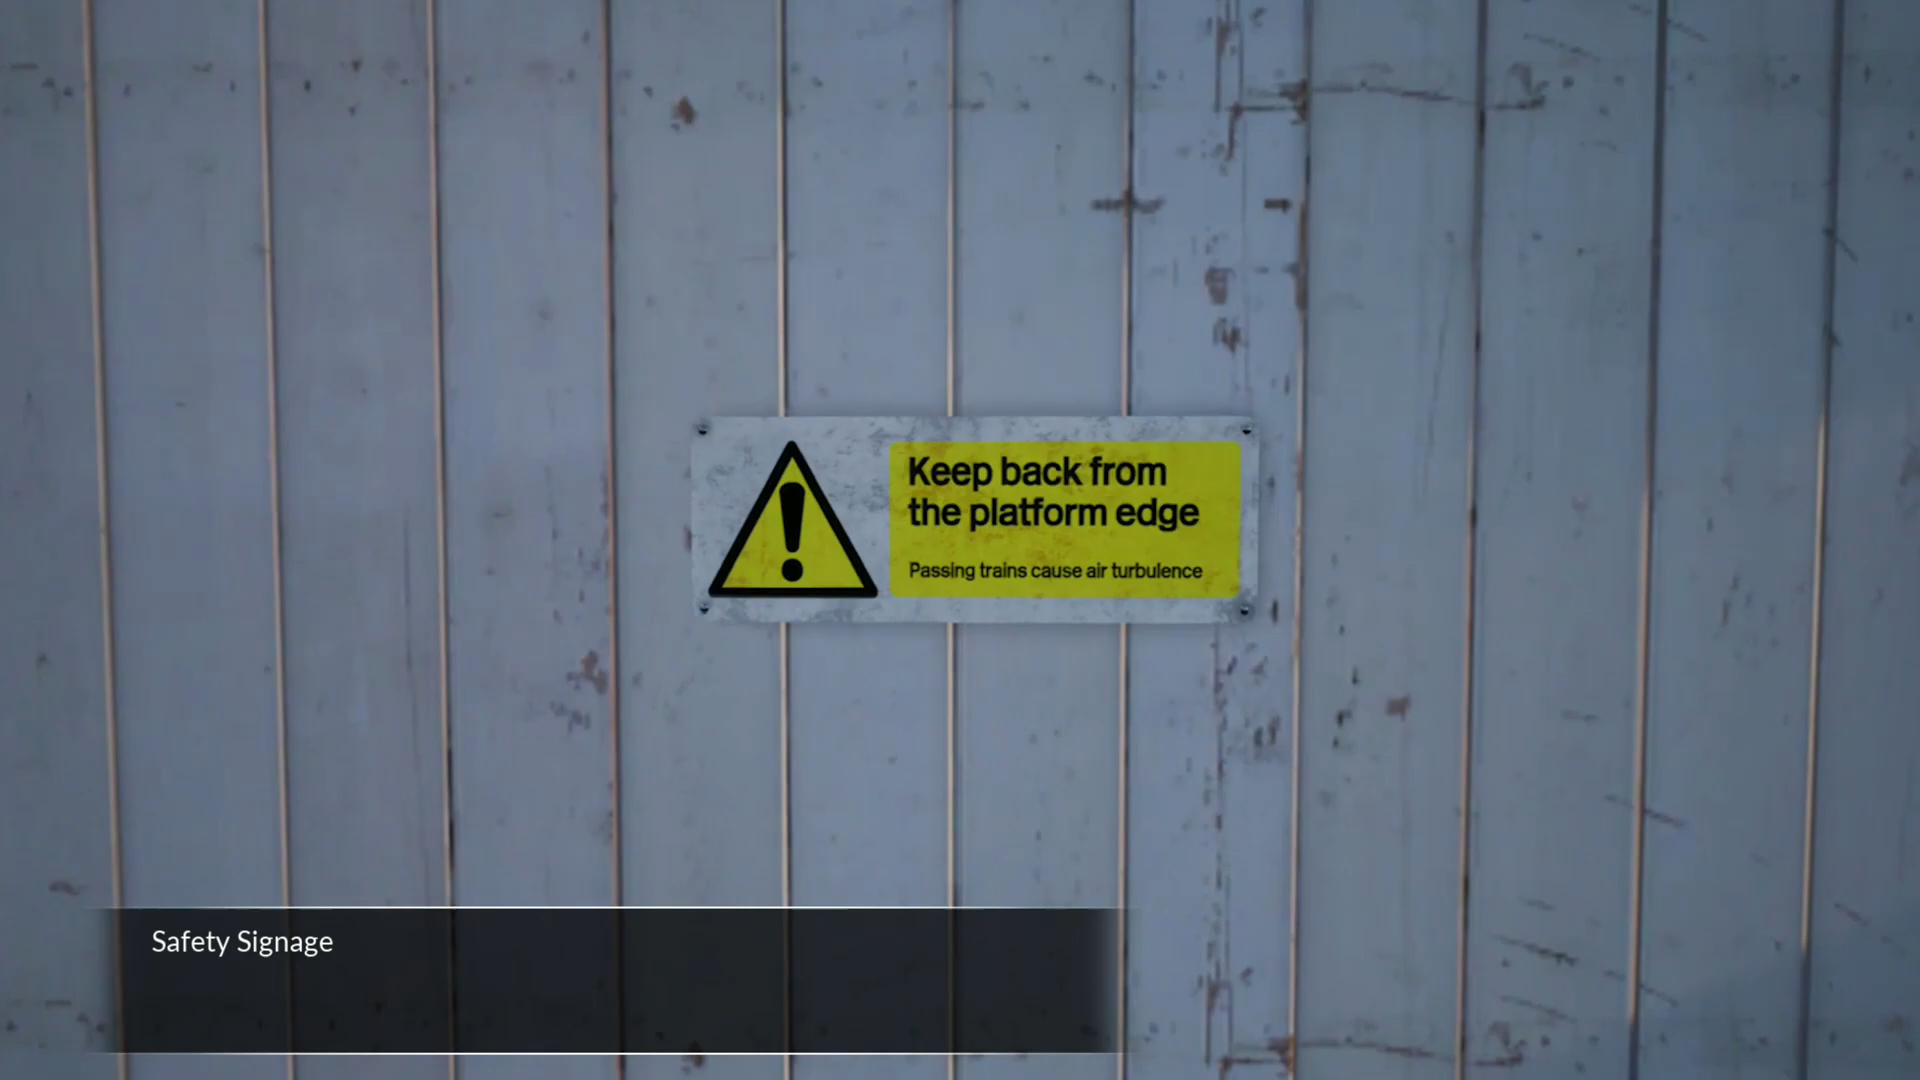 Keep back from
the platform edge
Passing trains cause air turbulence
Safety Signage